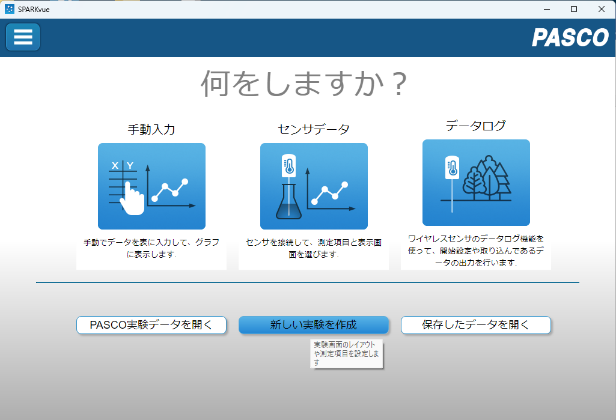 SPARKvue
PASCO
何をしますか？
手動入力
センサデータ
データログ
X Y
手動でデータを表に入力して、グラフ
に表示します.
センサを接続して、測定項目と表示画
面を選びます.
ワイヤレスセンサのデータログ機能を
使って、開始設定や取り込んであるデ
ータの出力を行います.
PASCO実験データを開く
新しい実験を作成
保存したデータを開く
実験画面のレイアウト
や測定項目を設定しま
す